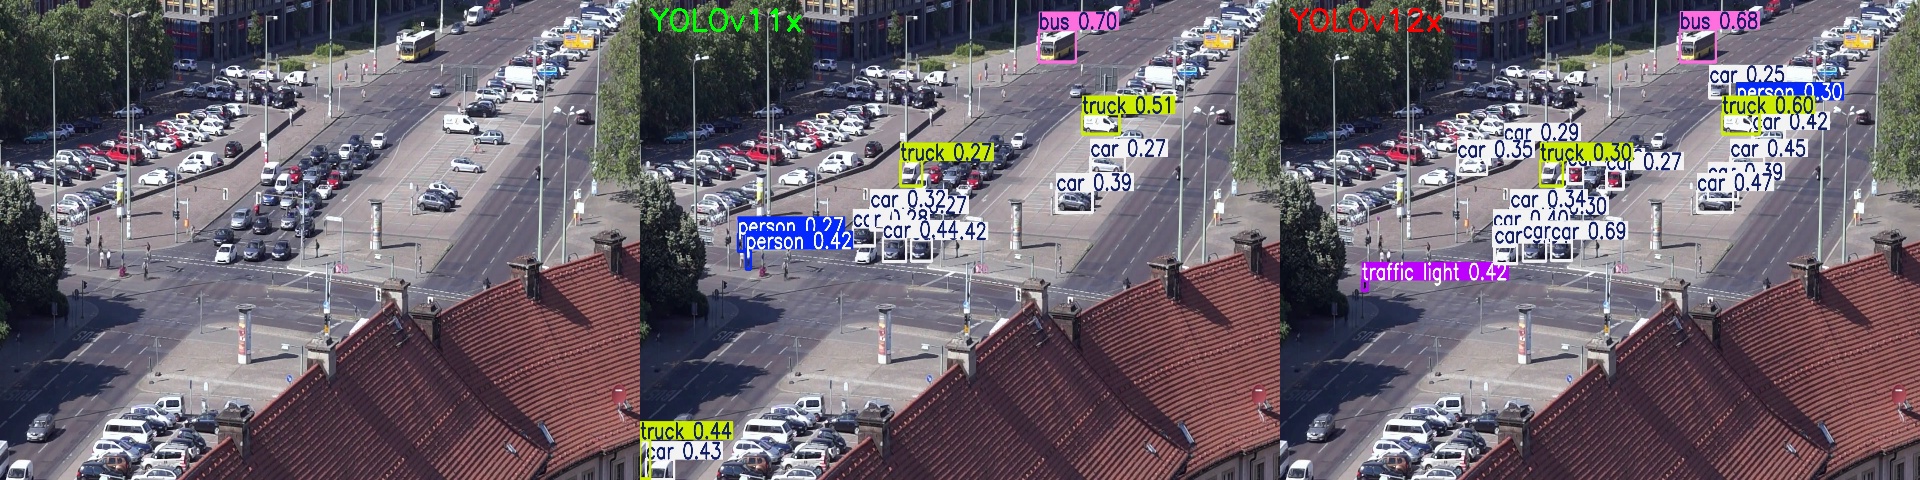 YOLOv11x
bus 0.70
truck 0.51
truck 0.27
car 0.27
car 0.39
car 0.32
person 0.27
person 0.42
car 0.44
.42
truck 0.44
car 0.43
YOLOv12x
bus 0.68
car 0.25
person 0.30
truck 0.60
car 0.42
car 0.29
car 0.35
truck 0.30
0.27
car 0.45
car 0.47
car 0.34
car 0.69
traffic light 0.42